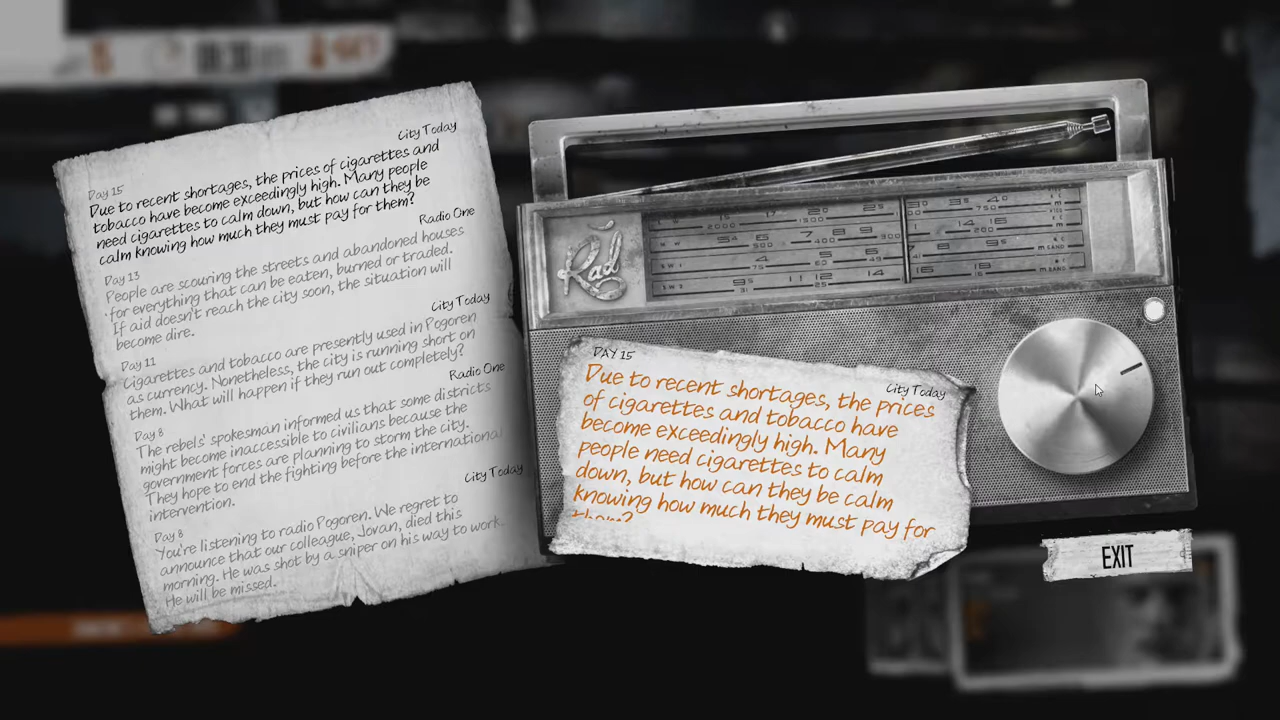 City Today
Day 15
Due to recent shortages, the prices of cigarettes and
tobacco have become exceedingly high. Many people
need cigarettes to calm down, but how can they be
calm knowing how much they must pay for them?
Radio One
Day 13
People are scouring the streets and abandoned houses
for everything that can be eaten, burned or traded.
If aid doesn't reach the city soon, the situation will
become dire.
City Today
Day 11
Cigarettes and tobacco are presently used in Pogoren
as currency. Nonetheless, the city is running short on
them. What will happen if they run out completely?
Radio One
Day 8
The rebels' spokesman informed us that some districts
might become inaccessible to civilians because the
government forces are planning to storm the city.
They hope to end the fighting before the international
intervention.
City Today
Day 8
You're listening to radio Pogoren. We regret to
announce that our colleague, Jovan, died this
morning. He was shot by a sniper on his way to work.
He will be missed.
Rad
DAY 15
City Today
Due to recent shortages, the prices
of cigarettes and tobacco have
become exceedingly high. Many
people need cigarettes to calm
down, but how can they be calm
knowing how much they must pay for
them?
EXIT